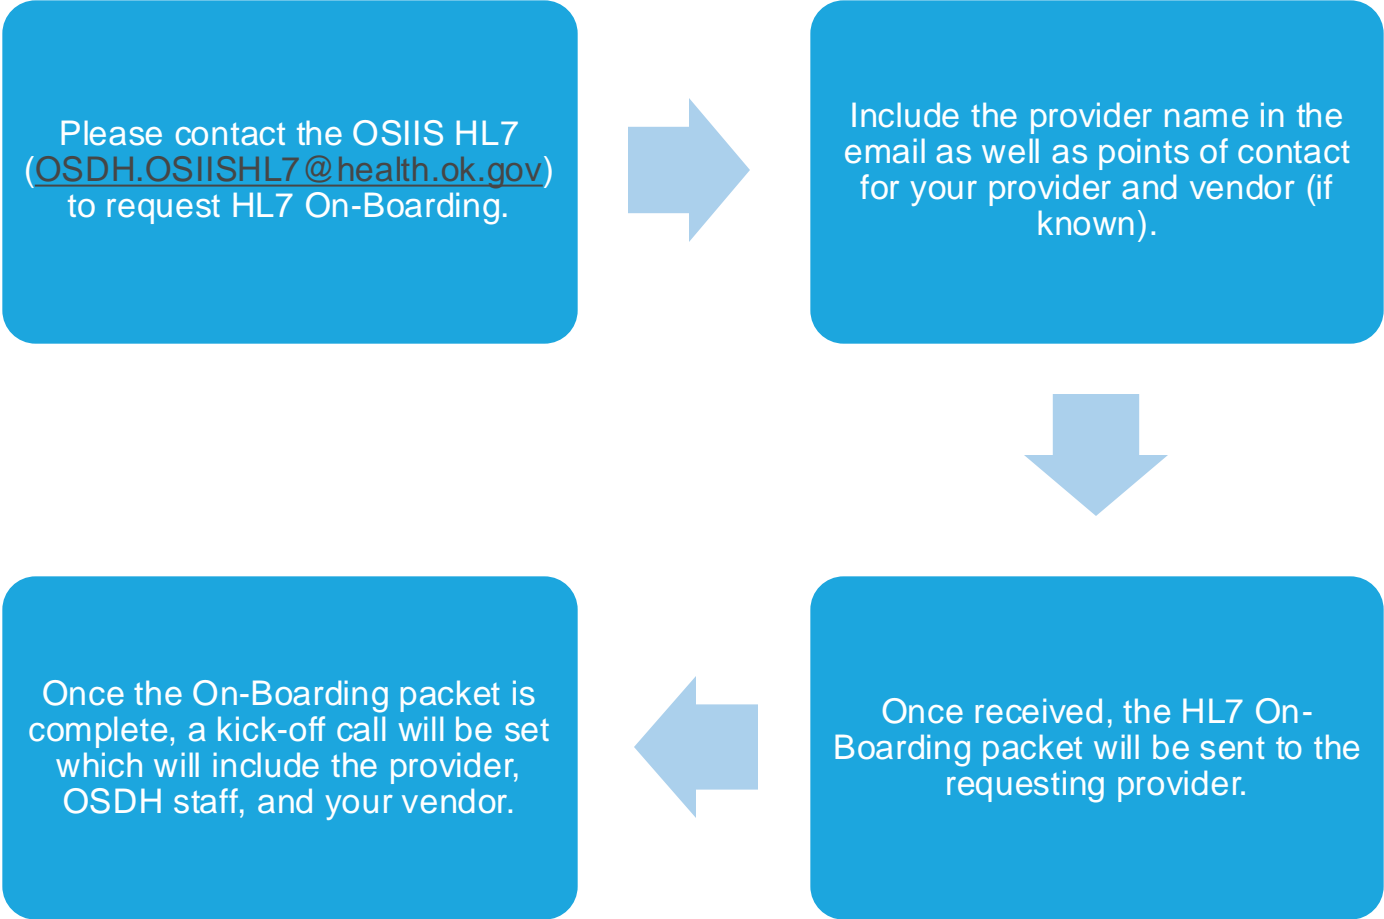 Please contact the OSIIS HL7
(OSDH.OSIISHL7@health.ok.gov)
to request HL7 On-Boarding.
Include the provider name in the
email as well as points of contact
for your provider and vendor (if
known).
Once received, the HL7 On-
Boarding packet will be sent to the
requesting provider.
Once the On-Boarding packet is
complete, a kick-off call will be set
which will include the provider,
OSDH staff, and your vendor.